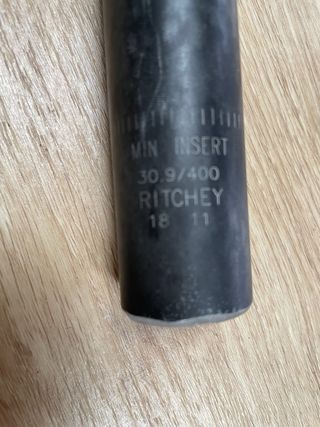 MIN INSERT
30.9/400
RITCHEY
18 11